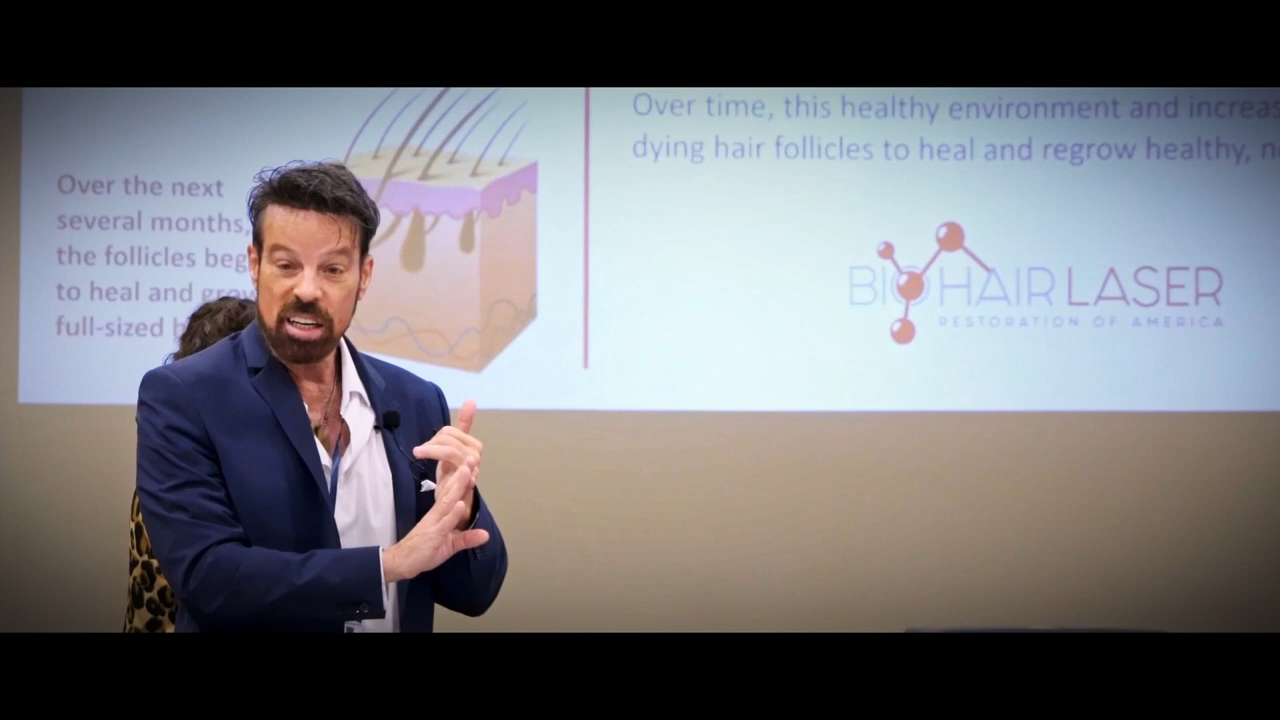 Over the next
several months,
the follicles beg
to heal and grow
full-sized
Over time, this healthy environment and increas
dying hair follicles to heal and regrow healthy, n
BIOHAIRLASER
RESTORATION OF AMERICA